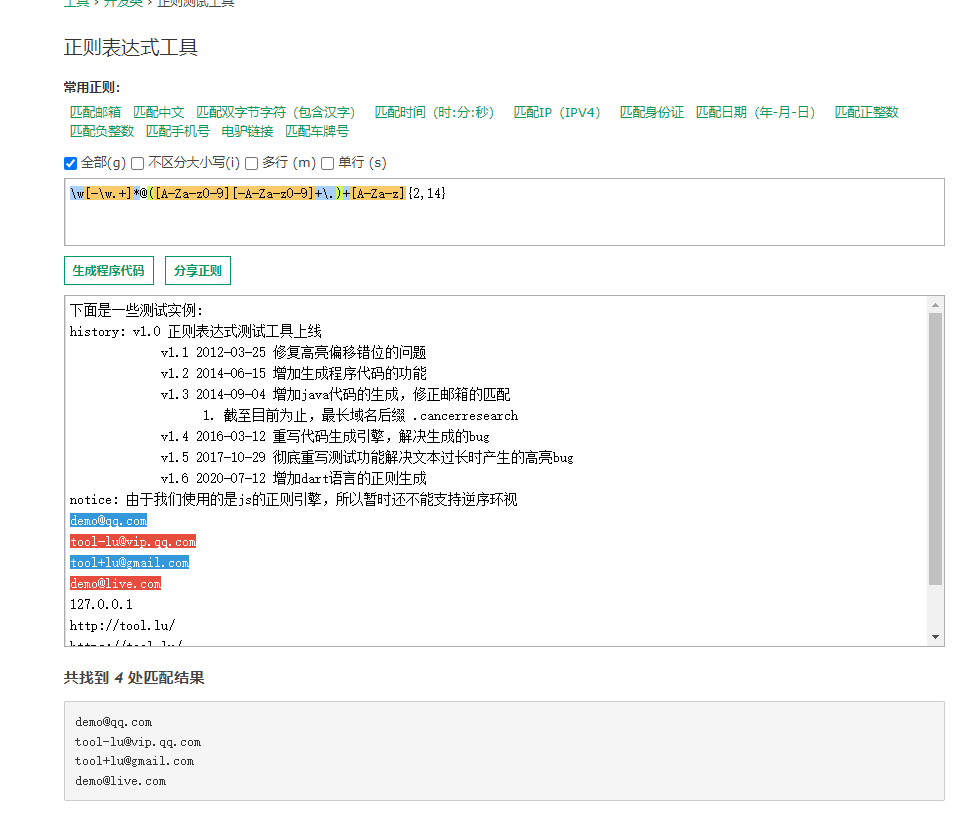 工具 › 开发类 › 正则测试工具
正则表达式工具
常用正则:
匹配邮箱 匹配中文 匹配双字节字符（包含汉字） 匹配时间（时:分:秒） 匹配IP（IPV4） 匹配身份证 匹配日期（年-月-日） 匹配正整数
匹配负整数 匹配手机号 电驴链接 匹配车牌号
全部(g) 不区分大小写(i) 多行 (m) 单行 (s)
\w[-\w.+]*@([A-Za-z0-9][-A-Za-z0-9]+\.)+[A-Za-z]{2,14}
生成程序代码 分享正则
下面是一些测试实例:
history: v1.0 正则表达式测试工具上线
v1.1 2012-03-25 修复高亮偏移错位的问题
v1.2 2014-06-15 增加生成程序代码的功能
v1.3 2014-09-04 增加java代码的生成，修正邮箱的匹配
1. 截至目前为止，最长域名后缀 .cancerresearch
v1.4 2016-03-12 重写代码生成引擎，解决生成的bug
v1.5 2017-10-29 彻底重写测试功能解决文本过长时产生的高亮bug
v1.6 2020-07-12 增加dart语言的正则生成
notice: 由于我们使用的是js的正则引擎，所以暂时还不能支持逆序环视
demo@qq.com
tool-lu@vip.qq.com
tool+lu@gmail.com
demo@live.com
127.0.0.1
http://tool.lu/
https://tool.lu/
共找到 4 处匹配结果
demo@qq.com
tool-lu@vip.qq.com
tool+lu@gmail.com
demo@live.com